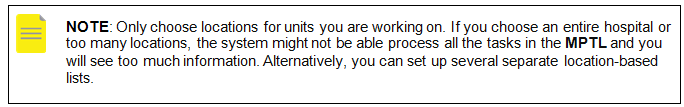 NOTE: Only choose locations for units you are working on. If you choose an entire hospital or
too many locations, the system might not be able process all the tasks in the MPTL and you
will see too much information. Alternatively, you can set up several separate location-based
lists.